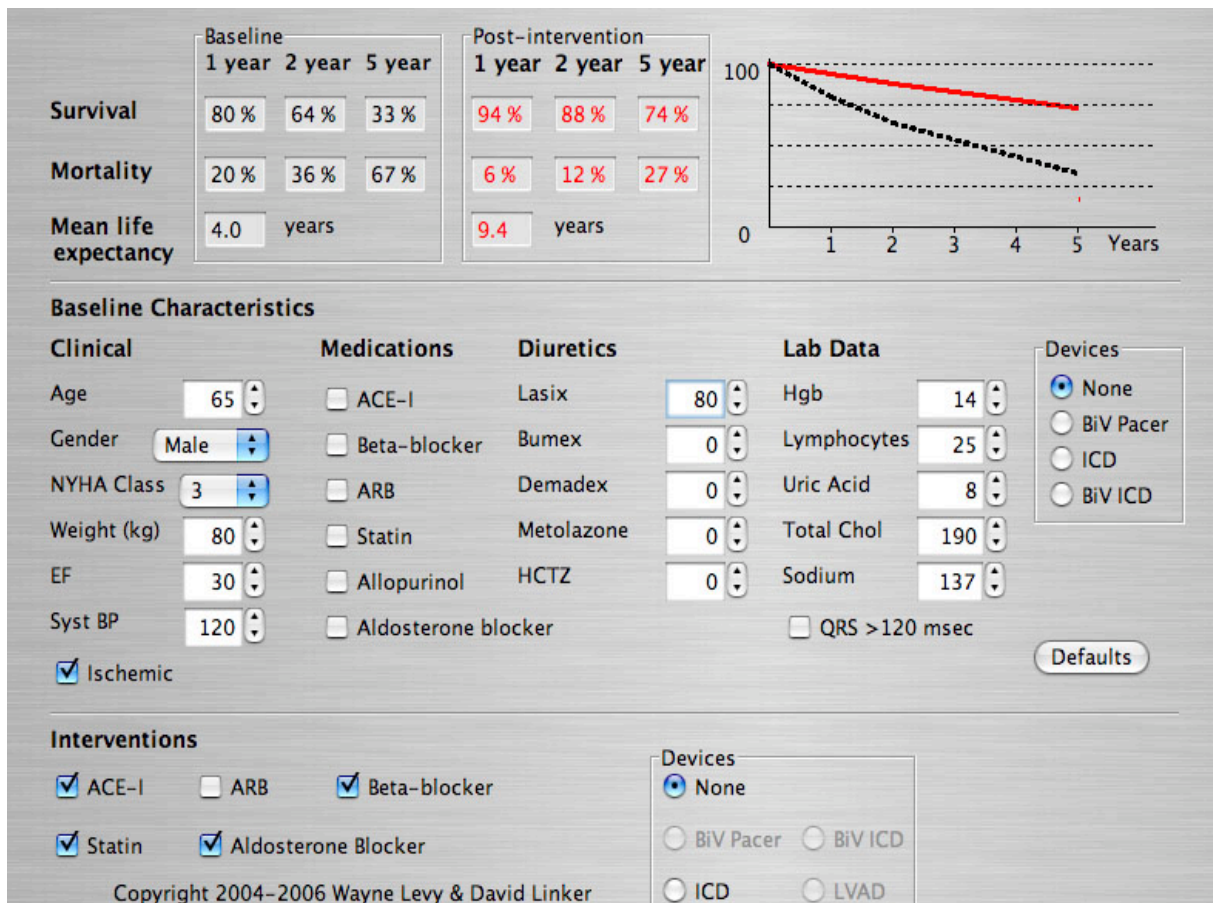 Baseline
1 year 2 year 5 year
Post-intervention
1 year 2 year 5 year
Survival 80 % 64 % 33 % 94 % 88 % 74 %
Mortality 20 % 36 % 67 % 6 % 12 % 27 %
Mean life
expectancy
4.0 years 9.4 years
100
0
1 2 3 4 5 Years
Baseline Characteristics
Clinical
Age 65
Gender Male
NYHA Class 3
Weight (kg) 80
EF 30
Syst BP 120
Ischemic
Medications
ACE-I
Beta-blocker
ARB
Statin
Allopurinol
Aldosterone blocker
Diuretics
Lasix 80
Bumex 0
Demadex 0
Metolazone 0
HCTZ 0
Lab Data
Hgb 14
Lymphocytes 25
Uric Acid 8
Total Chol 190
Sodium 137
QRS >120 msec
Devices
None
BiV Pacer
ICD
BiV ICD
Defaults
Interventions
ACE-I ARB Beta-blocker
Statin Aldosterone Blocker
Copyright 2004-2006 Wayne Levy & David Linker
Devices
None
BiV Pacer BiV ICD
ICD LVAD